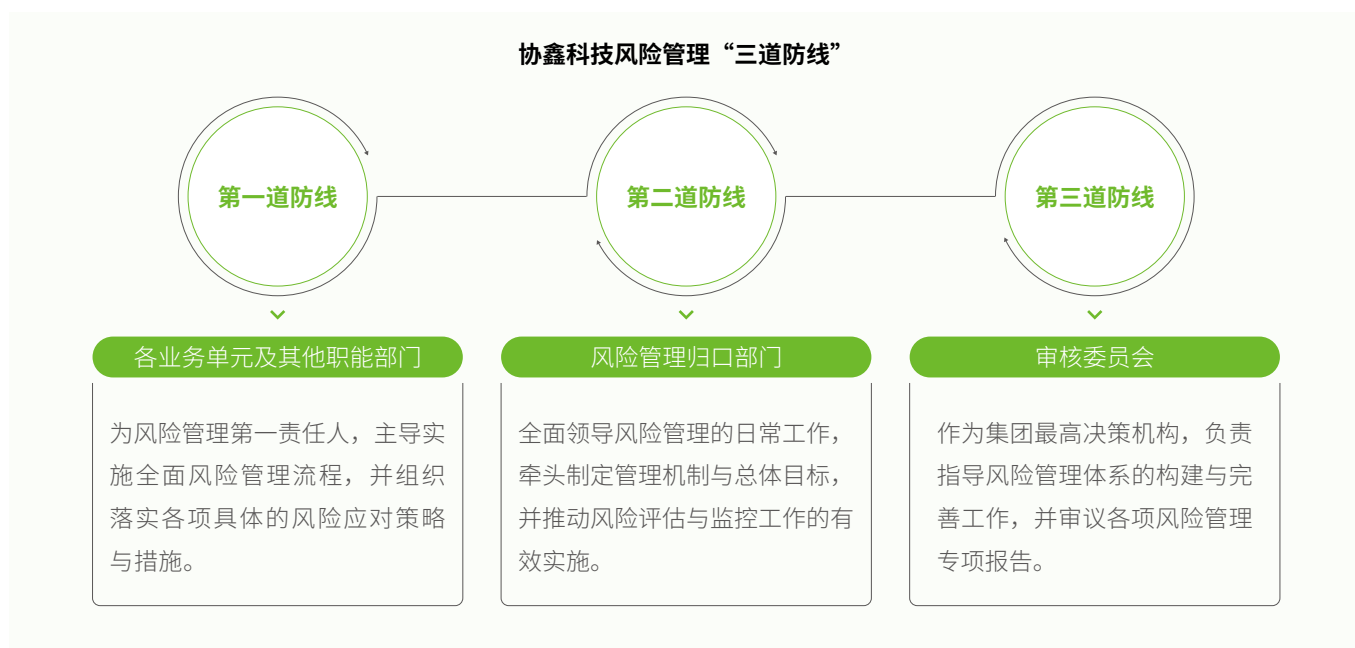 协鑫科技风险管理“三道防线”
第一道防线
第二道防线
第三道防线
各业务单元及其他职能部门
为风险管理第一责任人，主导实
施全面风险管理流程，并组织
落实各项具体的风险应对策略
与措施。
风险管理归口部门
全面领导风险管理的日常工作，
牵头制定管理机制与总体目标，
并推动风险评估与监控工作的有
效实施。
审核委员会
作为集团最高决策机构，负责
指导风险管理体系的构建与完
善工作，并审议各项风险管理
专项报告。